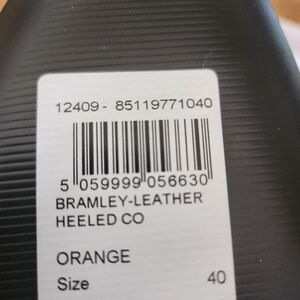 12409 - 85119771040
5 059999 056630
BRAMLEY-LEATHER
HEELED CO
ORANGE
Size 40